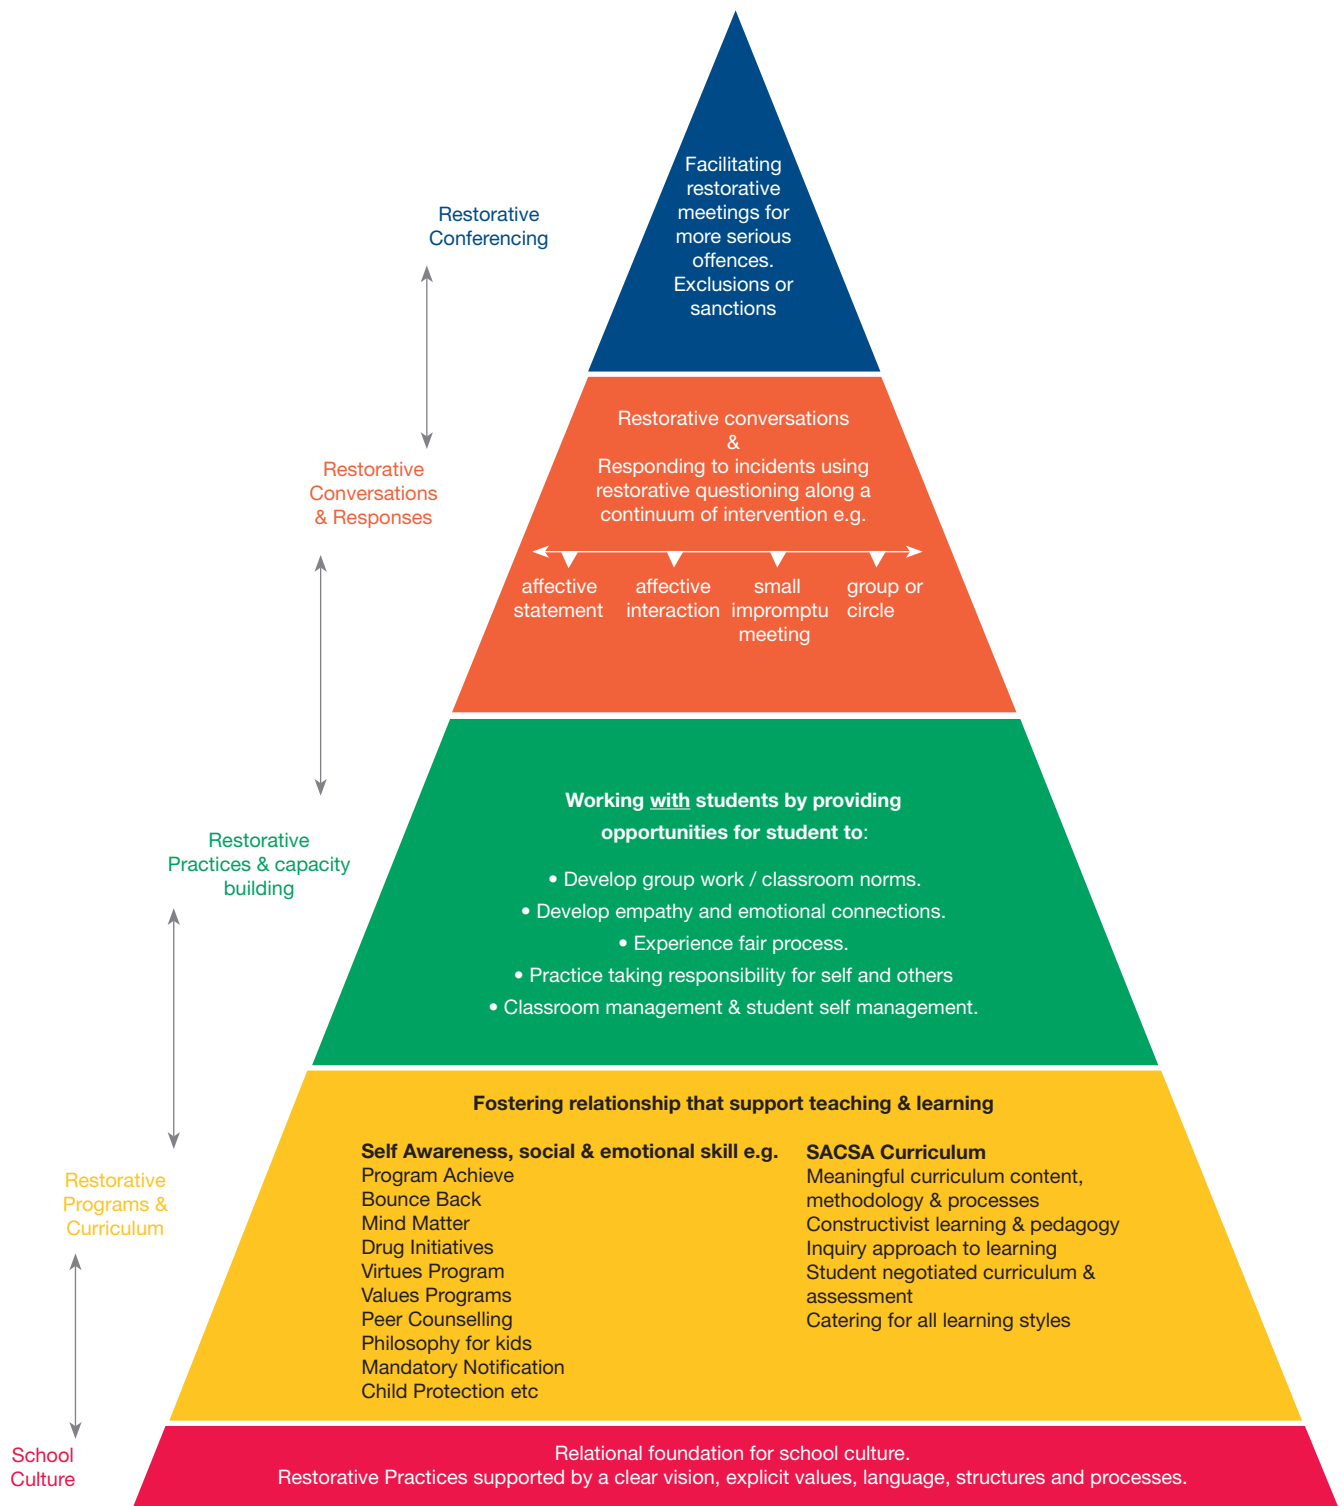 Facilitating
restorative
meetings for
more serious
offences.
Exclusions or
sanctions
Restorative
Conferencing
Restorative conversations
&
Responding to incidents using
restorative questioning along a
continuum of intervention e.g.
affective
statement
affective
interaction
small
impromptu
meeting
group or
circle
Restorative
Conversations
& Responses
Working with students by providing
opportunities for student to:
• Develop group work / classroom norms.
• Develop empathy and emotional connections.
• Experience fair process.
• Practice taking responsibility for self and others
• Classroom management & student self management.
Restorative
Practices & capacity
building
Fostering relationship that support teaching & learning
Self Awareness, social & emotional skill e.g.
Program Achieve
Bounce Back
Mind Matter
Drug Initiatives
Virtues Program
Values Programs
Peer Counselling
Philosophy for kids
Mandatory Notification
Child Protection etc
SACSA Curriculum
Meaningful curriculum content,
methodology & processes
Constructivist learning & pedagogy
Inquiry approach to learning
Student negotiated curriculum &
assessment
Catering for all learning styles
Restorative
Programs &
Curriculum
School
Culture
Relational foundation for school culture.
Restorative Practices supported by a clear vision, explicit values, language, structures and processes.